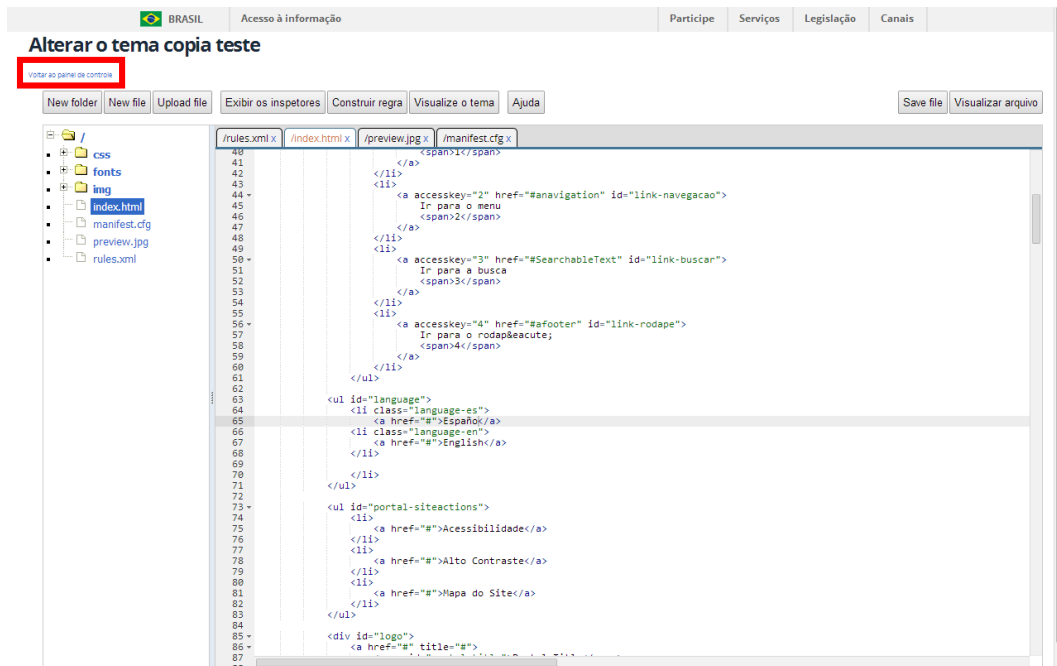 BRASIL Acesso à informação Participe Serviços Legislação Canais
Alterar o tema copia teste
Voltar ao painel de controle
New folder New file Upload file Exibir os inspetores Construir regra Visualize o tema Ajuda Save file Visualizar arquivo
/
css
fonts
img
index.html
manifest.cfg
preview.jpg
rules.xml
/rules.xml x /index.html x /preview.jpg x /manifest.cfg x
40 <span>1</span>
41 </a>
42 </li>
43 <li>
44 <a accesskey="2" href="#anavigation" id="link-navegacao">
45 Ir para o menu
46 <span>2</span>
47 </a>
48 </li>
49 <li>
50 <a accesskey="3" href="#SearchableText" id="link-buscar">
51 Ir para a busca
52 <span>3</span>
53 </a>
54 </li>
55 <li>
56 <a accesskey="4" href="#afooter" id="link-rodape">
57 Ir para o rodap&eacute;
58 <span>4</span>
59 </a>
60 </li>
61 </ul>
62
63 <ul id="language">
64 <li class="language-es">
65 <a href="#">Españo</a>
66 <li class="language-en">
67 <a href="#">English</a>
68 </li>
69
70 </li>
71 </ul>
72
73 <ul id="portal-siteactions">
74 <li>
75 <a href="#">Acessibilidade</a>
76 </li>
77 <li>
78 <a href="#">Alto Contraste</a>
79 </li>
80 <li>
81 <a href="#">Mapa do Site</a>
82 </li>
83 </ul>
84
85 <div id="logo">
86 <a href="#" title="#">
87